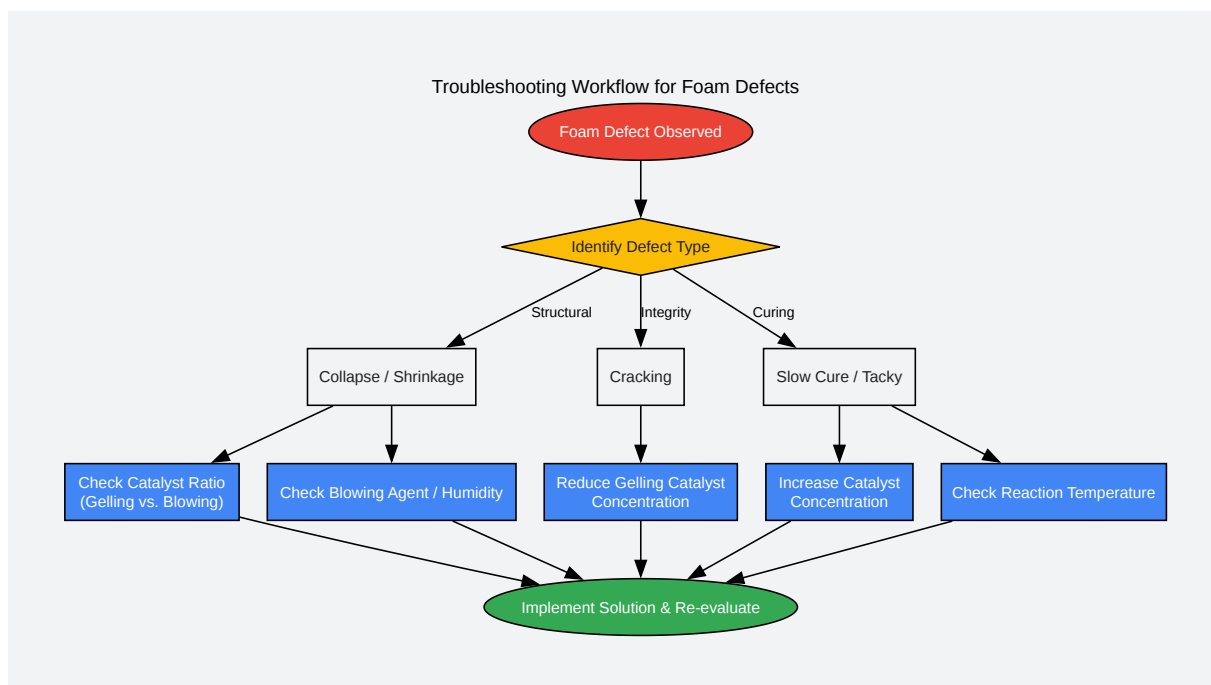 Troubleshooting Workflow for Foam Defects
Foam Defect Observed
Identify Defect Type
Structural
Integrity
Curing
Collapse / Shrinkage
Cracking
Slow Cure / Tacky
Check Catalyst Ratio
(Gelling vs. Blowing)
Check Blowing Agent / Humidity
Reduce Gelling Catalyst
Concentration
Increase Catalyst
Concentration
Check Reaction Temperature
Implement Solution & Re-evaluate